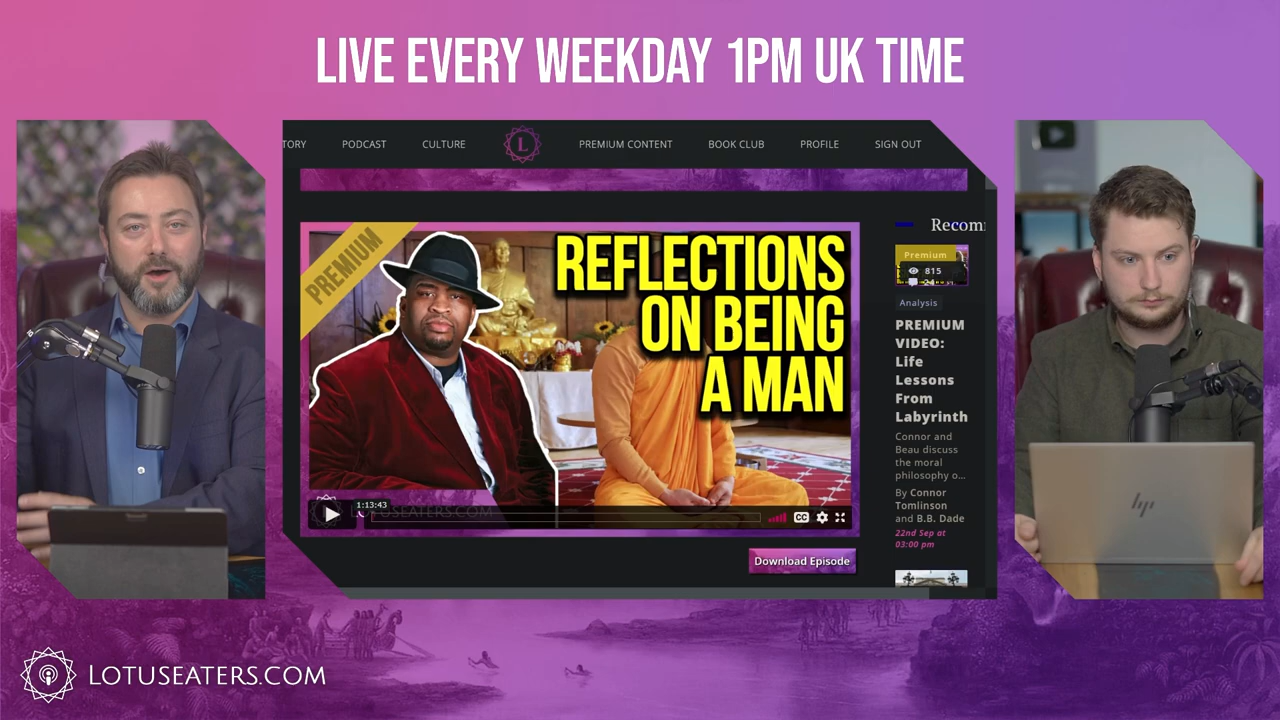 LIVE EVERY WEEKDAY 1PM UK TIME
TORY
PODCAST
CULTURE
L
PREMIUM CONTENT
BOOK CLUB
PROFILE
SIGN OUT
PREMIUM
REFLECTIONS
ON BEING
A MAN
1:13:43
LOTUSEATERS.COM
CC
Download Episode
Recom
Premium
815
Analysis
PREMIUM
VIDEO:
Life
Lessons
From
Labyrinth
Connor and
Beau discuss
the moral
philosophy o...
By Connor
Tomlinson
and B.B. Dade
22nd Sep at
03:00 pm
hp
LOTUSEATERS.COM